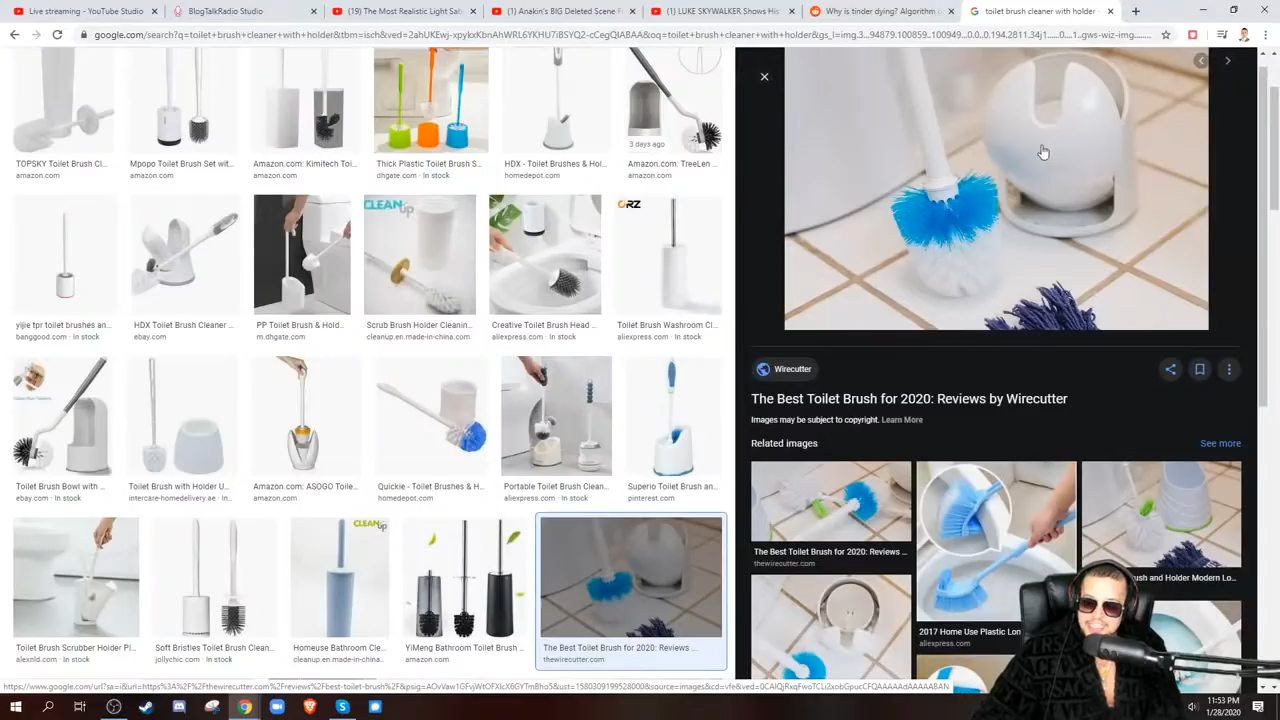 Live streaming - YouTube Studio
BlogTalkRadio Studio
(19) The Most Realistic Light Sab
(1) Anakin's BIG Deleted Scene F
(1) LUKE SKYWALKER Shows His
Why is tinder dying? Algorithm o
toilet brush cleaner with holder -
TOPSKY Toilet Brush Cl...
amazon.com
Mpopo Toilet Brush Set wit...
amazon.com
Amazon.com: Kimitech Toi...
amazon.com
Thick Plastic Toilet Brush S...
dhgate.com · In stock
HDX - Toilet Brushes & Hol...
homedepot.com
3 days ago
Amazon.com: TreeLen ...
amazon.com
yijie tpr toilet brushes an...
banggood.com · In stock
HDX Toilet Brush Cleaner ...
ebay.com
PP Toilet Brush & Hold...
m.dhgate.com
CLEAN up
Scrub Brush Holder Cleanin...
cleanup.en.made-in-china.com
Creative Toilet Brush Head ...
aliexpress.com · In stock
ORZ
Toilet Brush Washroom Cl...
aliexpress.com · In stock
Toilet Brush Bowl with ...
ebay.com · In stock
Toilet Brush with Holder U...
intercare-homedelivery.se · In...
Amazon.com: ASOGO Toile...
amazon.com
Quickie - Toilet Brushes & H...
homedepot.com
Portable Toilet Brush Clean...
aliexpress.com · In stock
Superio Toilet Brush an...
pinterest.com
Toilet Brush Scrubber Holder Pl...
alexnld.com · In stock
Soft Bristles Toilet Brush Clean...
jollychic.com · In stock
CLEAN up
Homeuse Bathroom Cle...
cleanup.en.made-in-china...
YiMeng Bathroom Toilet Brush ...
amazon.com
The Best Toilet Brush for 2020: Reviews ...
thewirecutter.com
Wirecutter
The Best Toilet Brush for 2020: Reviews by Wirecutter
Images may be subject to copyright. Learn More
Related images
See more
The Best Toilet Brush for 2020: Reviews ...
thewirecutter.com
2017 Home Use Plastic Lon
aliexpress.com
ush and Holder Modern Lo...
11:53 PM
1/28/2020